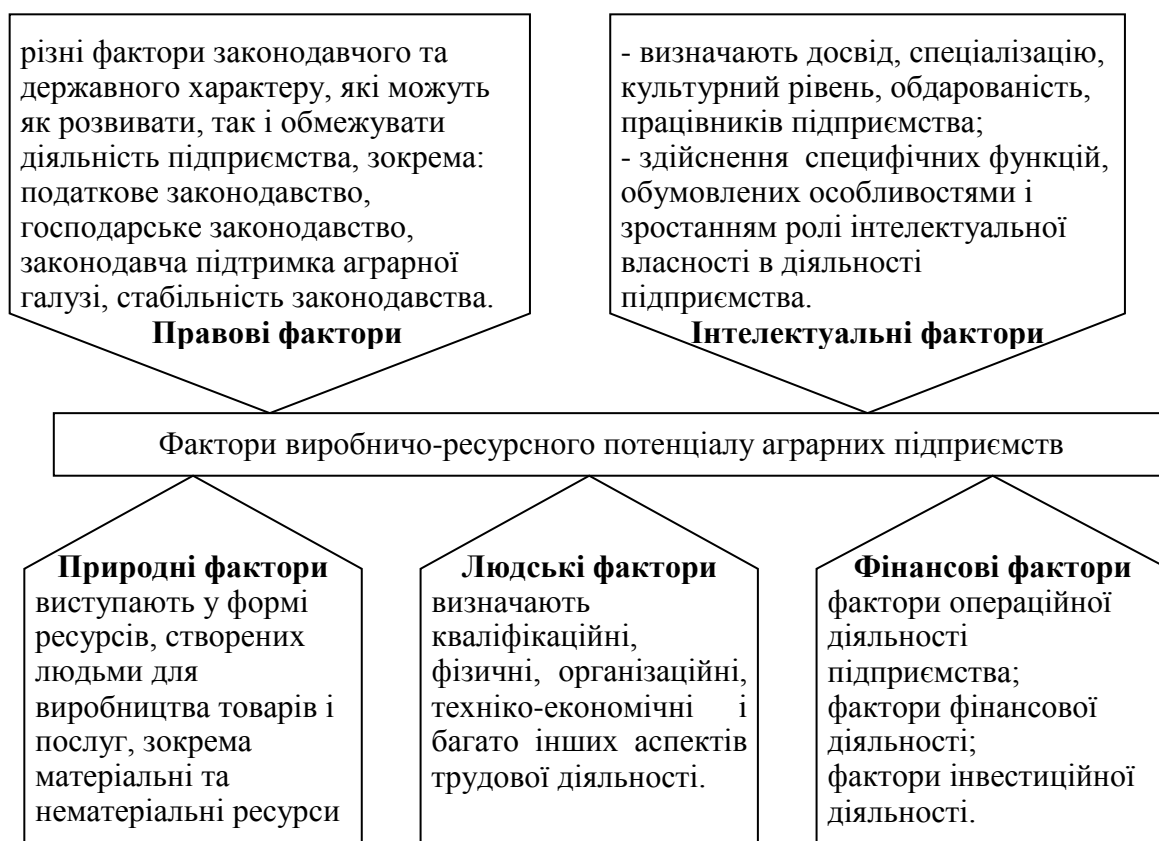 різні фактори законодавчого та
державного характеру, які можуть
як розвивати, так і обмежувати
діяльність підприємства, зокрема:
податкове законодавство,
господарське законодавство,
законодавча підтримка аграрної
галузі, стабільність законодавства.
Правові фактори
- визначають досвід, спеціалізацію,
культурний рівень, обдарованість,
працівників підприємства;
- здійснення специфічних функцій,
обумовлених особливостями і
зростанням ролі інтелектуальної
власності в діяльності
підприємства.
Інтелектуальні фактори
Фактори виробничо-ресурсного потенціалу аграрних підприємств
Природні фактори
виступають у формі
ресурсів, створених
людьми для
виробництва товарів і
послуг, зокрема
матеріальні та
нематеріальні ресурси
Людські фактори
визначають
кваліфікаційні,
фізичні, організаційні,
техніко-економічні і
багато інших аспектів
трудової діяльності.
Фінансові фактори
фактори операційної
діяльності
підприємства;
фактори фінансової
діяльності;
фактори інвестиційної
діяльності.